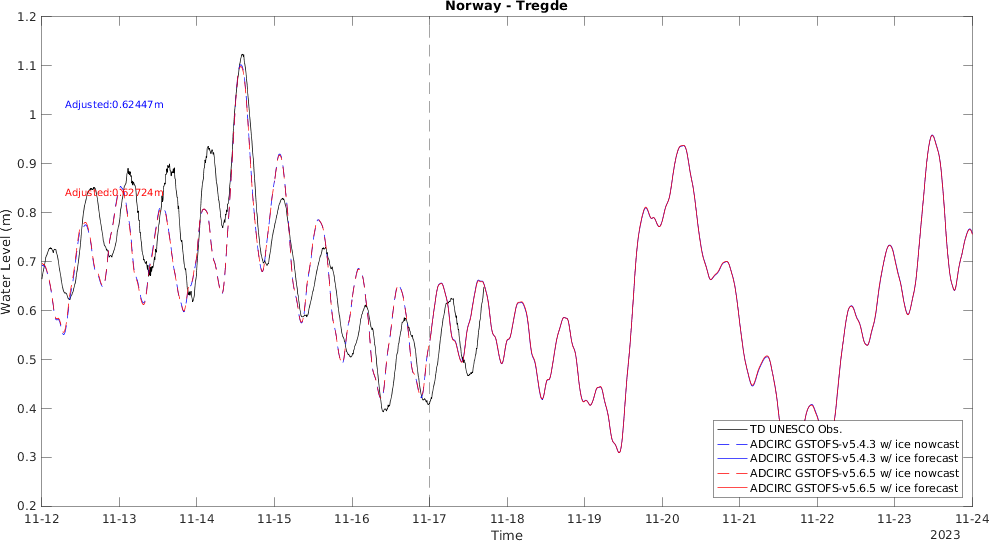 Norway - Tregde
1.2
1.1
1
0.9
0.8
0.7
0.6
0.5
0.4
0.3
0.2
Water Level (m)
Adjusted:0.62447m
Adjusted:0.62724m
TD UNESCO Obs.
ADCIRC GSTOFS-v5.4.3 w/ ice nowcast
ADCIRC GSTOFS-v5.4.3 w/ ice forecast
ADCIRC GSTOFS-v5.6.5 w/ ice nowcast
ADCIRC GSTOFS-v5.6.5 w/ ice forecast
11-12 11-13 11-14 11-15 11-16 11-17 11-18 11-19 11-20 11-21 11-22 11-23 11-24
Time
2023